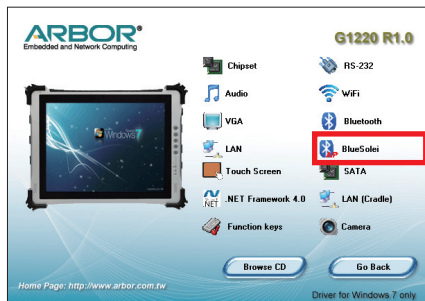 ARBOR®
Embedded and Network Computing
G1220 R1.0
Chipset
RS-232
Audio
WiFi
VGA
Bluetooth
LAN
BlueSolei
Touch Screen
SATA
.NET Framework 4.0
LAN (Cradle)
Function keys
Camera
Browse CD
Go Back
Home Page: http://www.arbor.com.tw
Driver for Windows 7 only